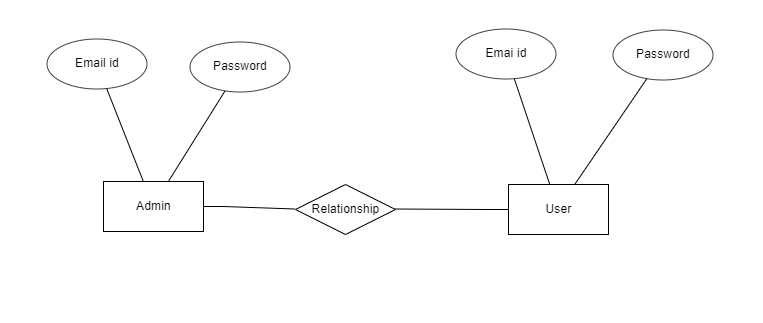 Email id
Password
Emai id
Password
Admin
Relationship
User